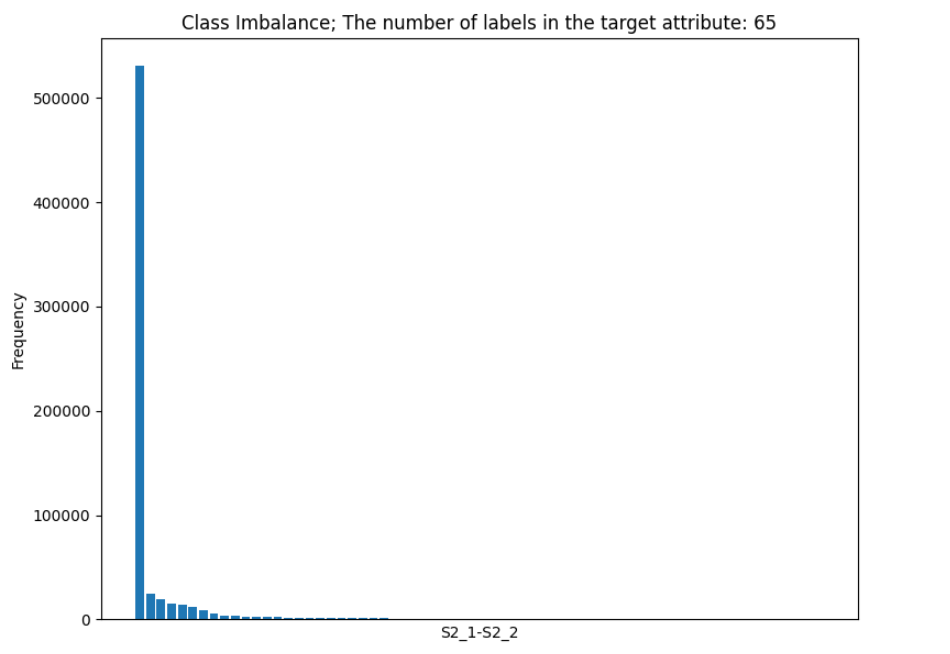 Class Imbalance; The number of labels in the target attribute: 65
500000
400000
300000
200000
100000
0
Frequency
S2_1-S2_2